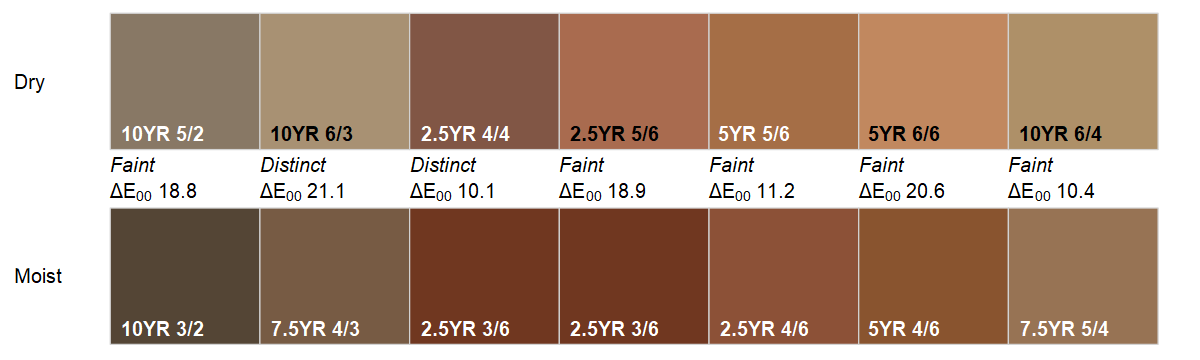 Dry
10YR 5/2 10YR 6/3 2.5YR 4/4 2.5YR 5/6 5YR 5/6 5YR 6/6 10YR 6/4
Faint Distinct Distinct Faint Faint Faint Faint
ΔE₀₀ 18.8 ΔE₀₀ 21.1 ΔE₀₀ 10.1 ΔE₀₀ 18.9 ΔE₀₀ 11.2 ΔE₀₀ 20.6 ΔE₀₀ 10.4
Moist
10YR 3/2 7.5YR 4/3 2.5YR 3/6 2.5YR 3/6 2.5YR 4/6 5YR 4/6 7.5YR 5/4